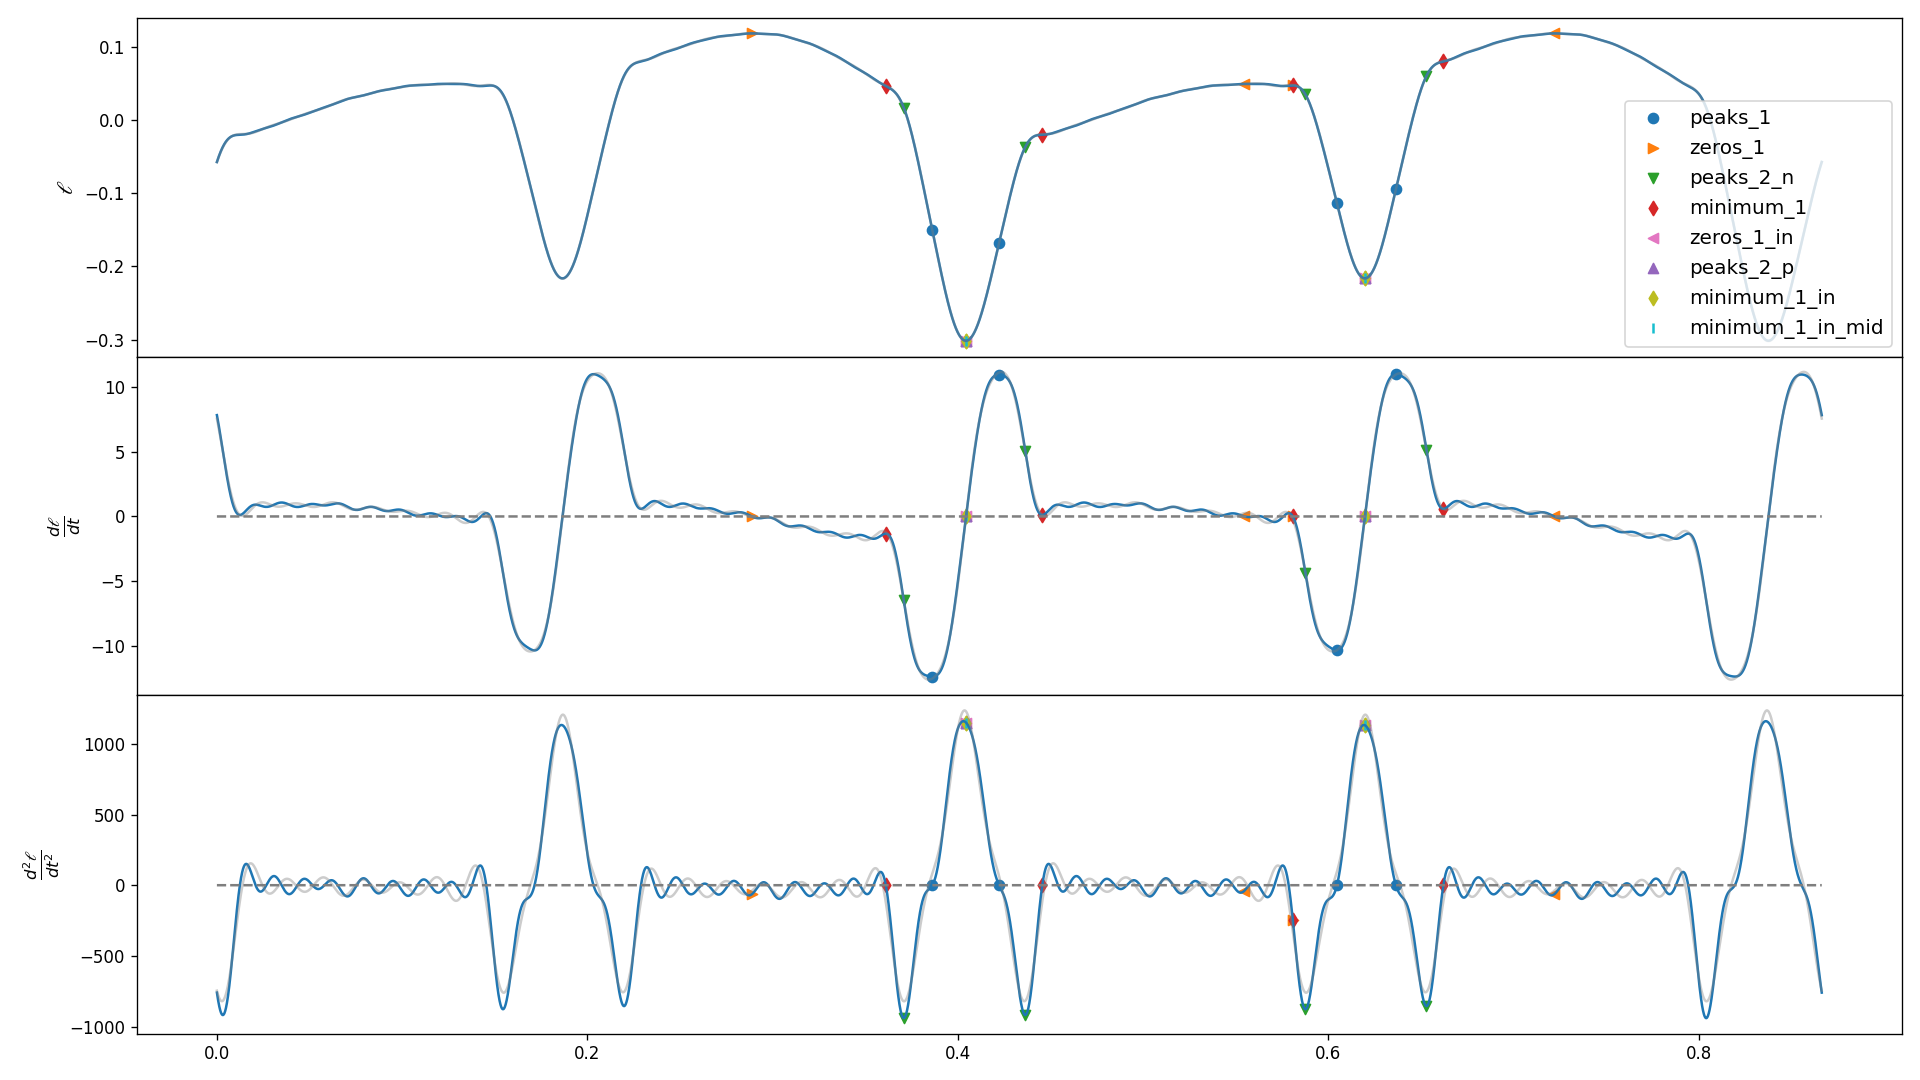 0.1
0.0
−0.1
−0.2
−0.3
ℓ
peaks_1
zeros_1
peaks_2_n
minimum_1
zeros_1_in
peaks_2_p
minimum_1_in
minimum_1_in_mid
10
5
0
−5
−10
dℓ
dt
1000
500
0
−500
−1000
d²ℓ
dt²
0.0 0.2 0.4 0.6 0.8